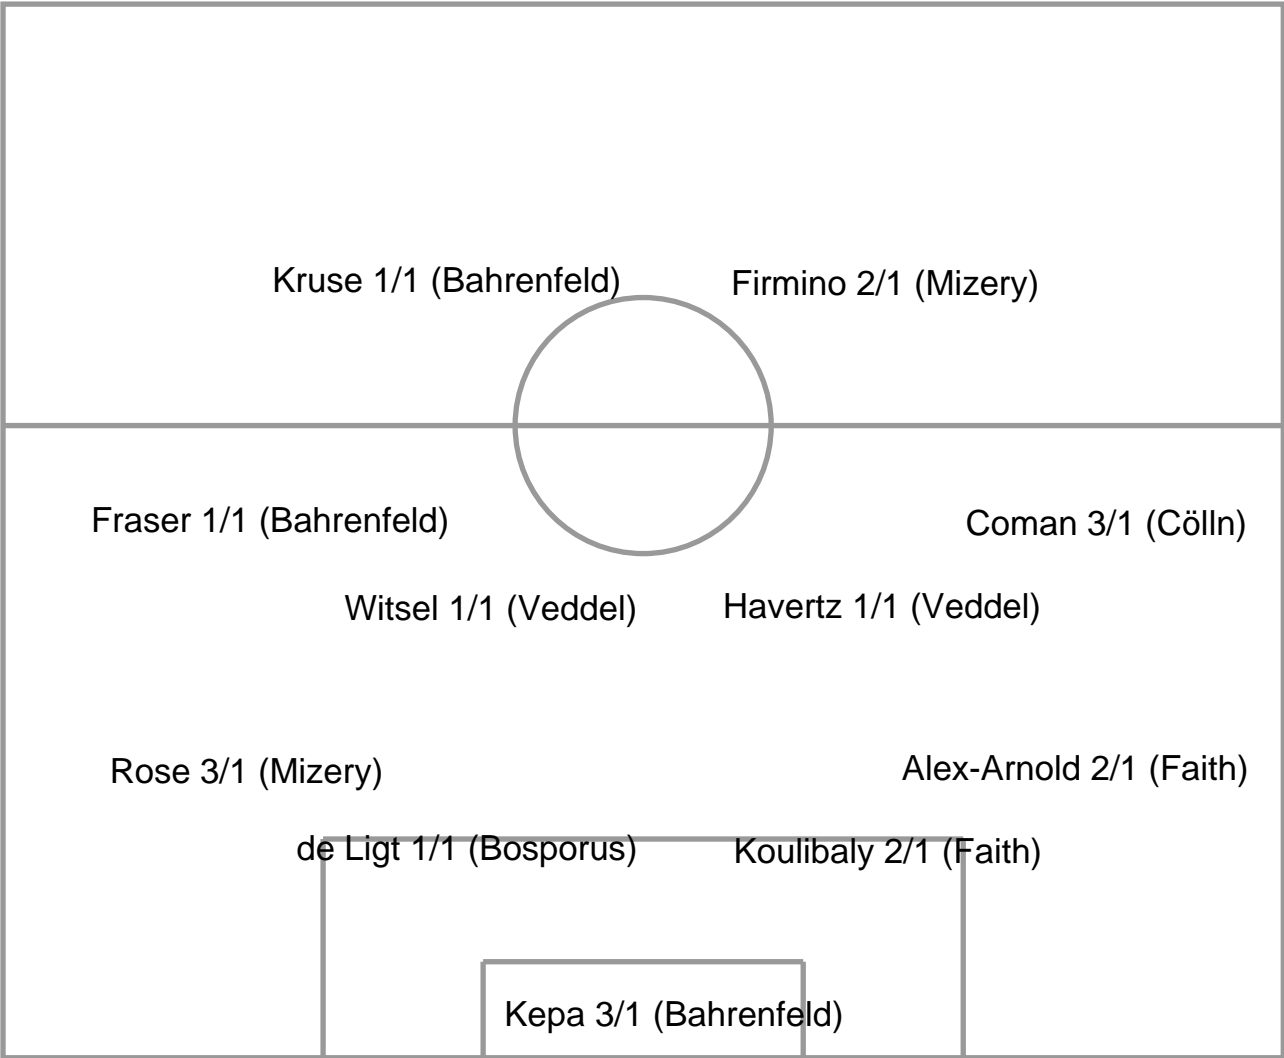 Kruse 1/1 (Bahrenfeld)
Firmino 2/1 (Mizery)
Fraser 1/1 (Bahrenfeld)
Coman 3/1 (Cölln)
Witsel 1/1 (Veddel)
Havertz 1/1 (Veddel)
Rose 3/1 (Mizery)
Alex-Arnold 2/1 (Faith)
de Ligt 1/1 (Bosporus)
Koulibaly 2/1 (Faith)
Kepa 3/1 (Bahrenfeld)